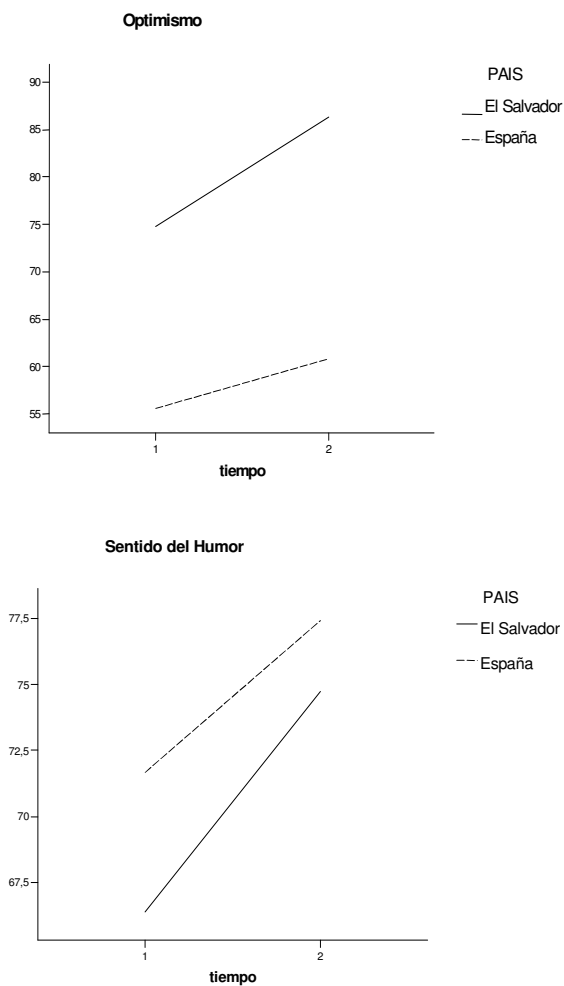 Optimismo
90
85
80
75
70
65
60
55
1 2
tiempo
PAIS
El Salvador
España
Sentido del Humor
77,5
75
72,5
70
67,5
1 2
tiempo
PAIS
El Salvador
España